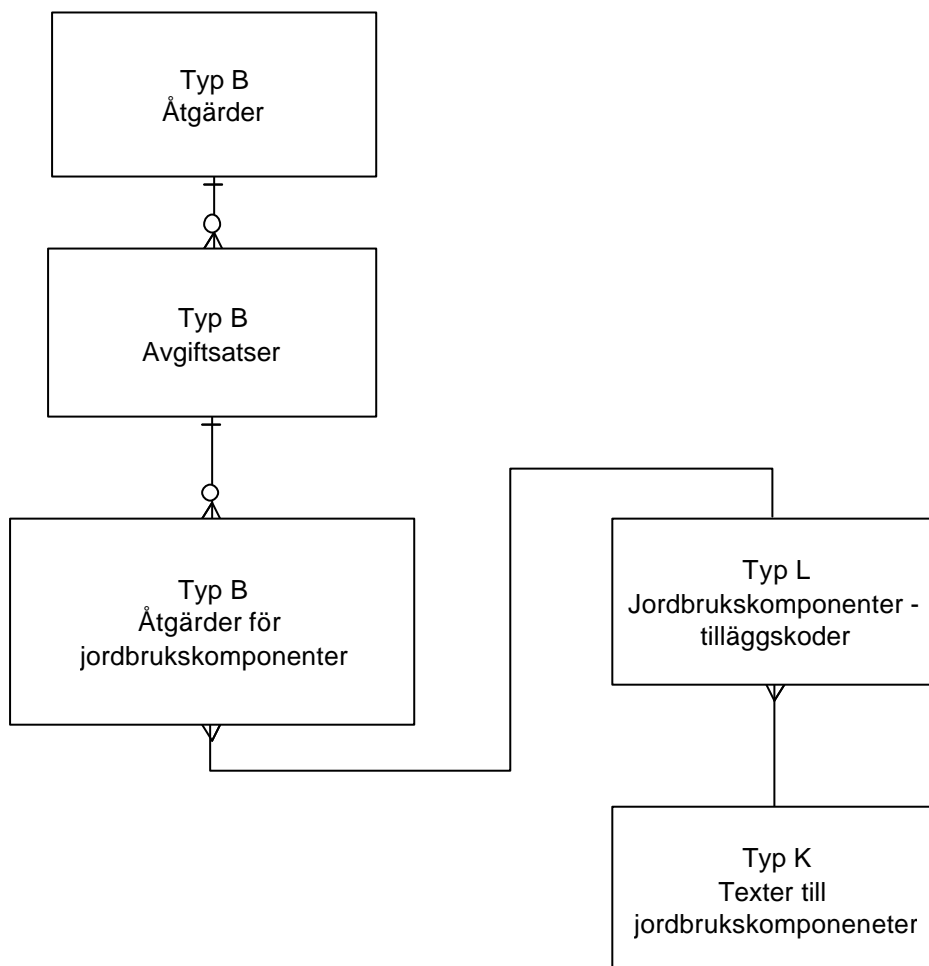 Typ B
Åtgärder
Typ B
Avgiftsatser
Typ B
Åtgärder för
jordbrukskomponenter
Typ L
Jordbrukskomponenter -
tilläggskoder
Typ K
Texter till
jordbrukskomponeneter